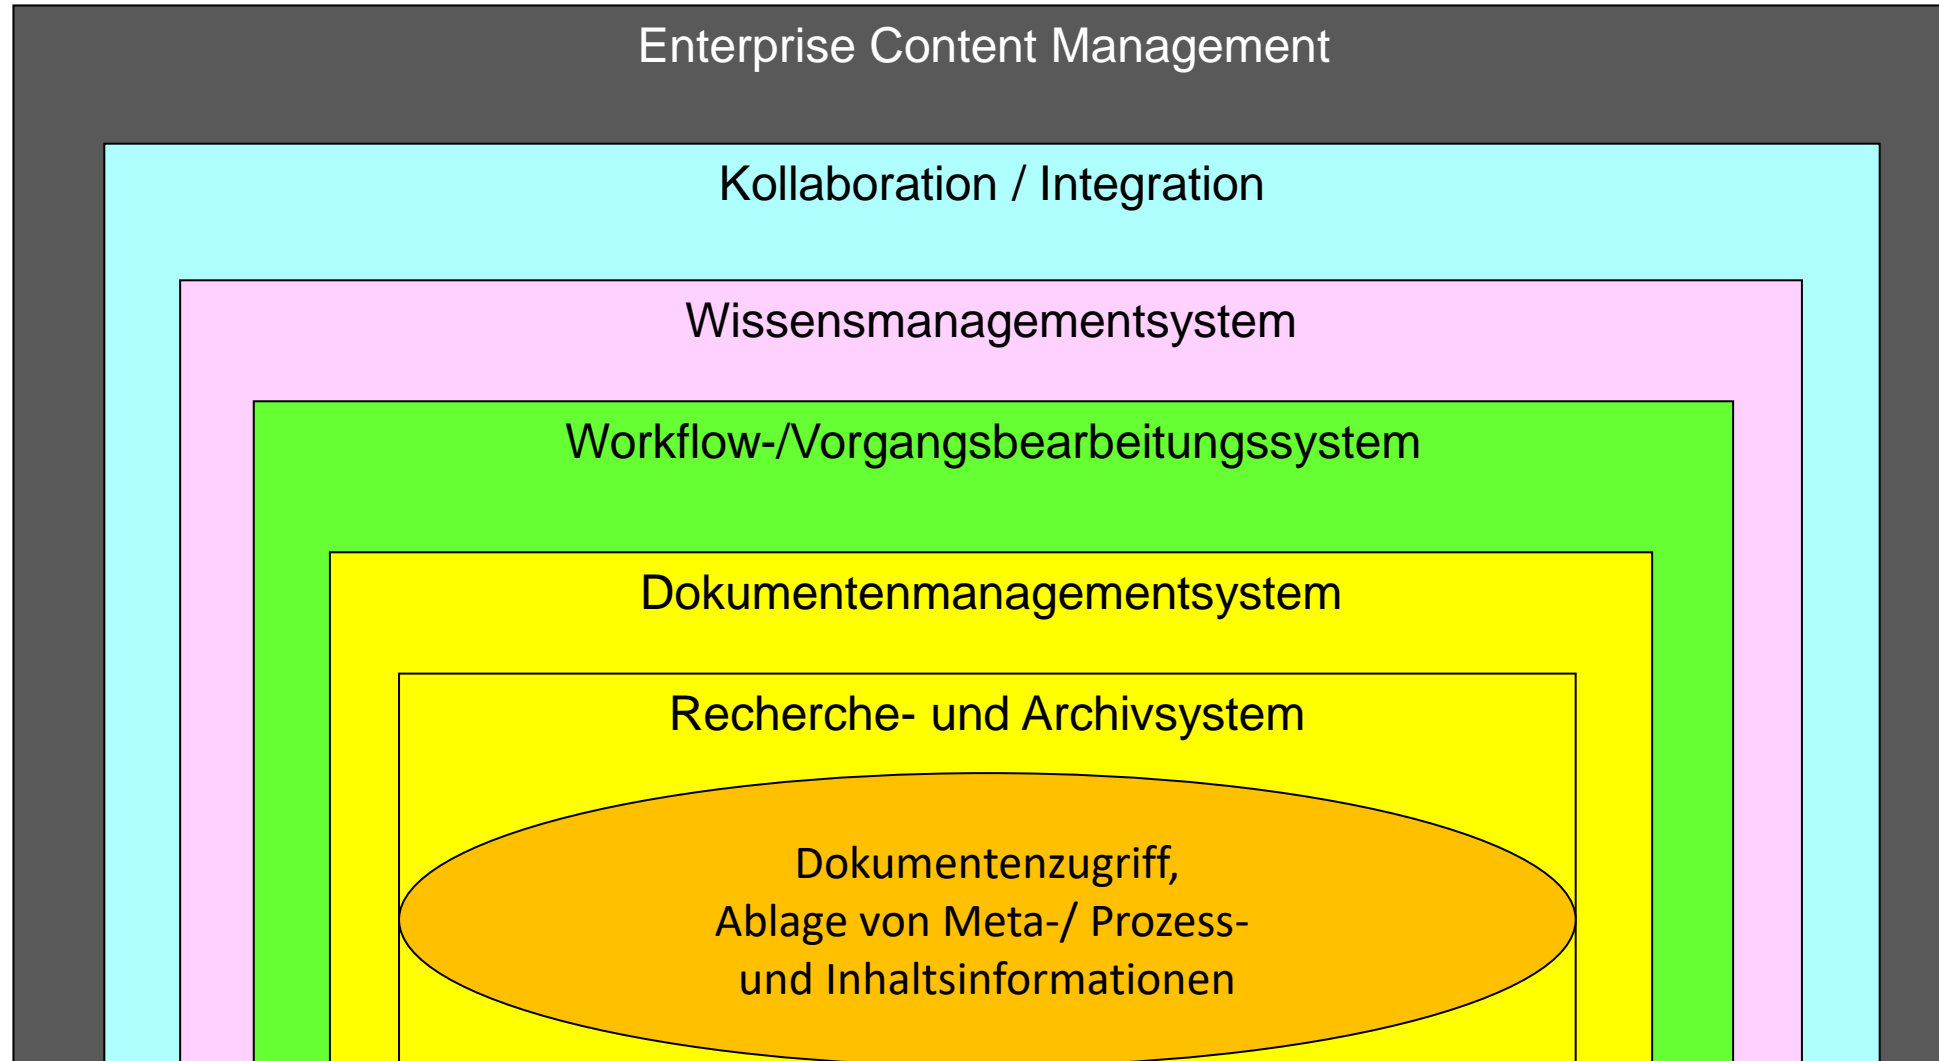 Enterprise Content Management
Kollaboration / Integration
Wissensmanagementsystem
Workflow-/Vorgangsbearbeitungssystem
Dokumentenmanagementsystem
Recherche- und Archivsystem
Dokumentenzugriff,
Ablage von Meta-/ Prozess-
und Inhaltsinformationen